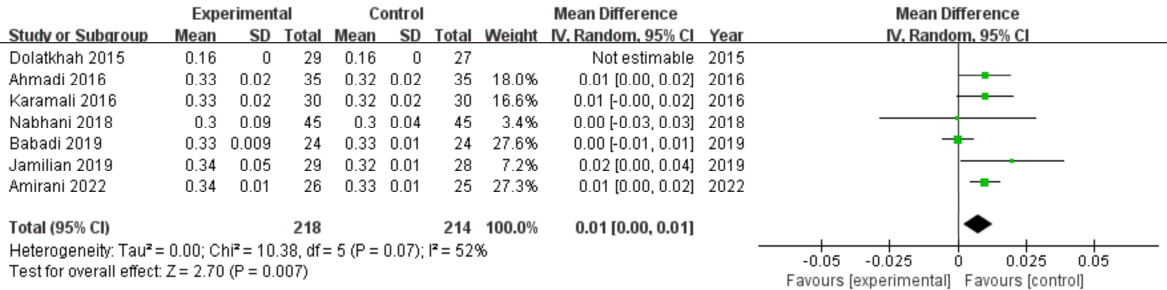 Experimental Control Mean Difference Mean Difference
Study or Subgroup Mean SD Total Mean SD Total Weight IV, Random, 95% CI Year IV, Random, 95% CI
Dolatkhah 2015 0.16 0 29 0.16 0 27 Not estimable 2015
Ahmadi 2016 0.33 0.02 35 0.32 0.02 35 18.0% 0.01 [0.00, 0.02] 2016
Karamali 2016 0.33 0.02 30 0.32 0.02 30 16.6% 0.01 [-0.00, 0.02] 2016
Nabhani 2018 0.3 0.09 45 0.3 0.04 45 3.4% 0.00 [-0.03, 0.03] 2018
Babadi 2019 0.33 0.009 24 0.33 0.01 24 27.6% 0.00 [-0.01, 0.01] 2019
Jamilian 2019 0.34 0.05 29 0.32 0.01 28 7.2% 0.02 [0.00, 0.04] 2019
Amirani 2022 0.34 0.01 26 0.33 0.01 25 27.3% 0.01 [0.00, 0.02] 2022
Total (95% CI) 218 214 100.0% 0.01 [0.00, 0.01]
Heterogeneity: Tau² = 0.00; Chi² = 10.38, df = 5 (P = 0.07); I² = 52%
Test for overall effect: Z = 2.70 (P = 0.007)
-0.05 -0.025 0 0.025 0.05
Favours [experimental] Favours [control]